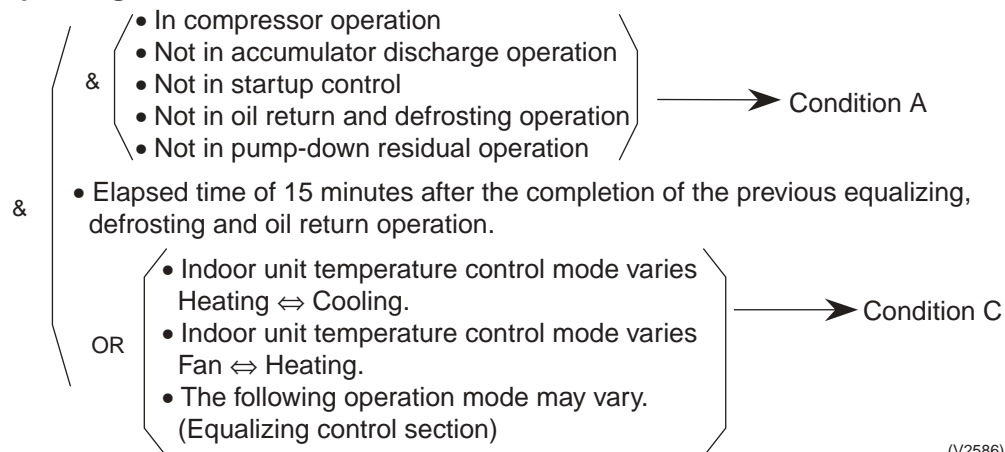 • In compressor operation
• Not in accumulator discharge operation
& • Not in startup control
• Not in oil return and defrosting operation
• Not in pump-down residual operation
Condition A
& • Elapsed time of 15 minutes after the completion of the previous equalizing,
defrosting and oil return operation.
• Indoor unit temperature control mode varies
Heating ⇔ Cooling.
• Indoor unit temperature control mode varies
OR Fan ⇔ Heating.
• The following operation mode may vary.
(Equalizing control section)
Condition C
(V2586)